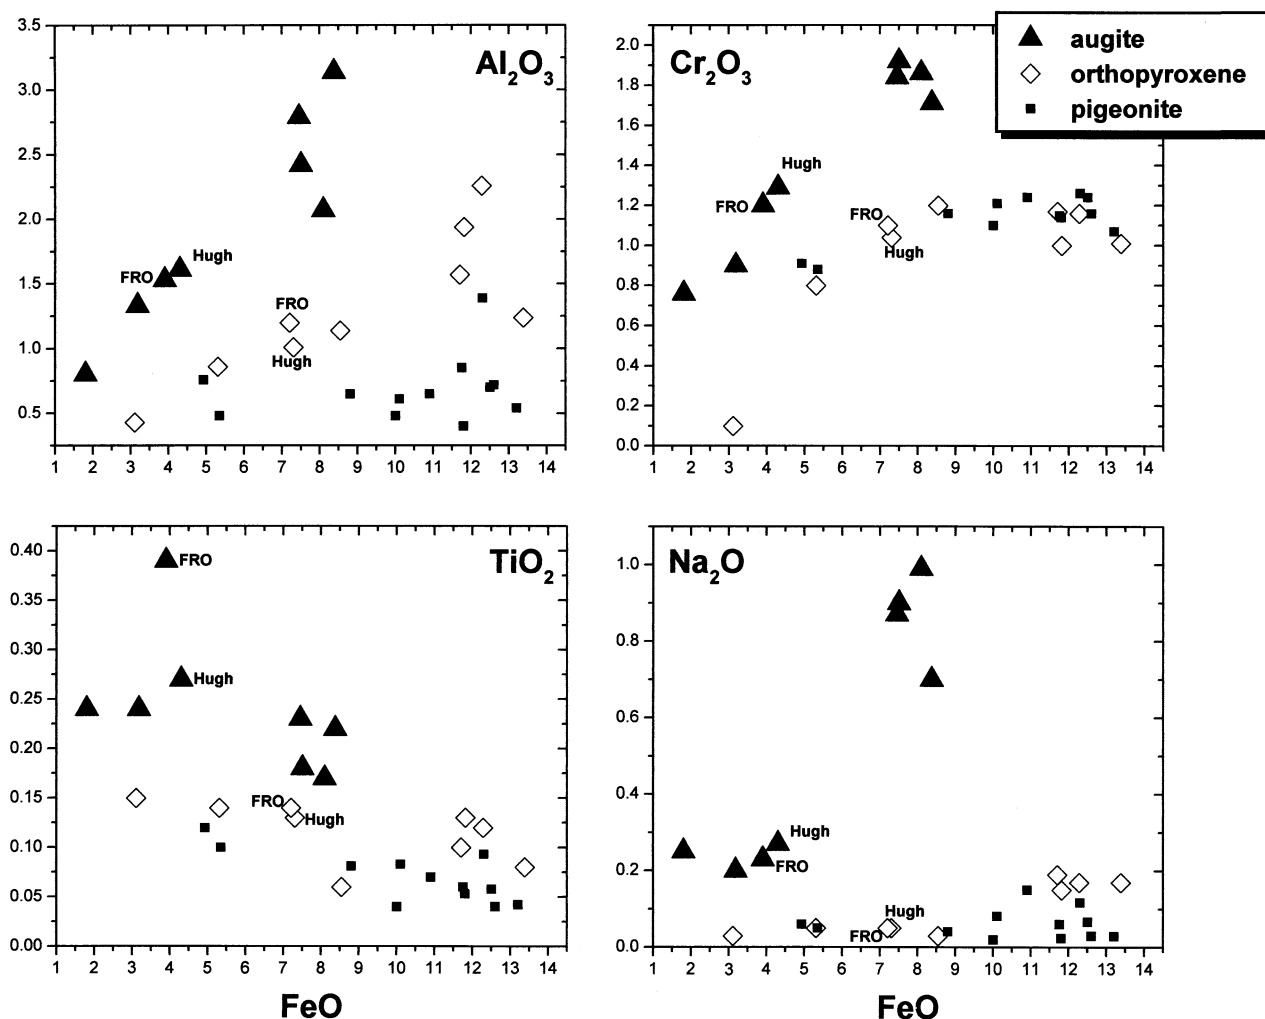 Al₂O₃
3.5
3.0
2.5
2.0
1.5
1.0
0.5
FRO
Hugh
FRO
Hugh
1 2 3 4 5 6 7 8 9 10 11 12 13 14
Cr₂O₃
augite
orthopyroxene
pigeonite
2.0
1.8
1.6
1.4
1.2
1.0
0.8
0.6
0.4
0.2
0.0
Hugh
FRO
FRO
Hugh
1 2 3 4 5 6 7 8 9 10 11 12 13 14
TiO₂
0.40
0.35
0.30
0.25
0.20
0.15
0.10
0.05
0.00
FRO
Hugh
FRO
Hugh
1 2 3 4 5 6 7 8 9 10 11 12 13 14
FeO
Na₂O
1.0
0.8
0.6
0.4
0.2
0.0
Hugh
FRO
Hugh
FRO
1 2 3 4 5 6 7 8 9 10 11 12 13 14
FeO